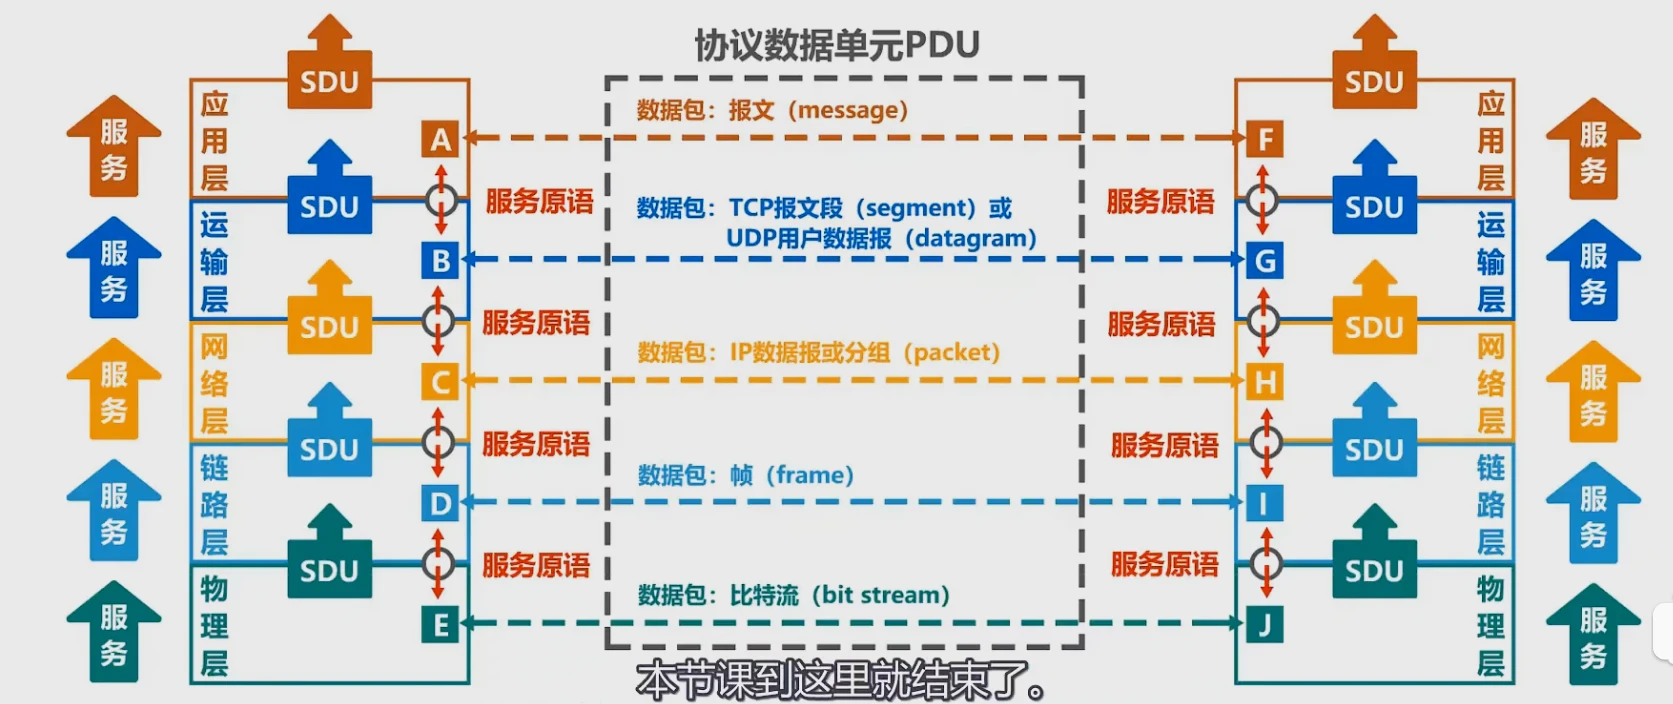 协议数据单元PDU
SDU
SDU
应用层
数据包：报文（message）
应用层
服务
A
F
服务
SDU
服务原语
服务原语
SDU
运输层
数据包：TCP报文段（segment）或
UDP用户数据报（datagram）
运输层
服务
B
G
服务
SDU
服务原语
服务原语
SDU
网络层
数据包：IP数据报或分组（packet）
网络层
服务
C
H
服务
SDU
服务原语
服务原语
SDU
链路层
数据包：帧（frame）
链路层
服务
D
I
服务
SDU
服务原语
服务原语
SDU
物理层
数据包：比特流（bit stream）
物理层
服务
E
J
服务
本节课到这里就结束了。